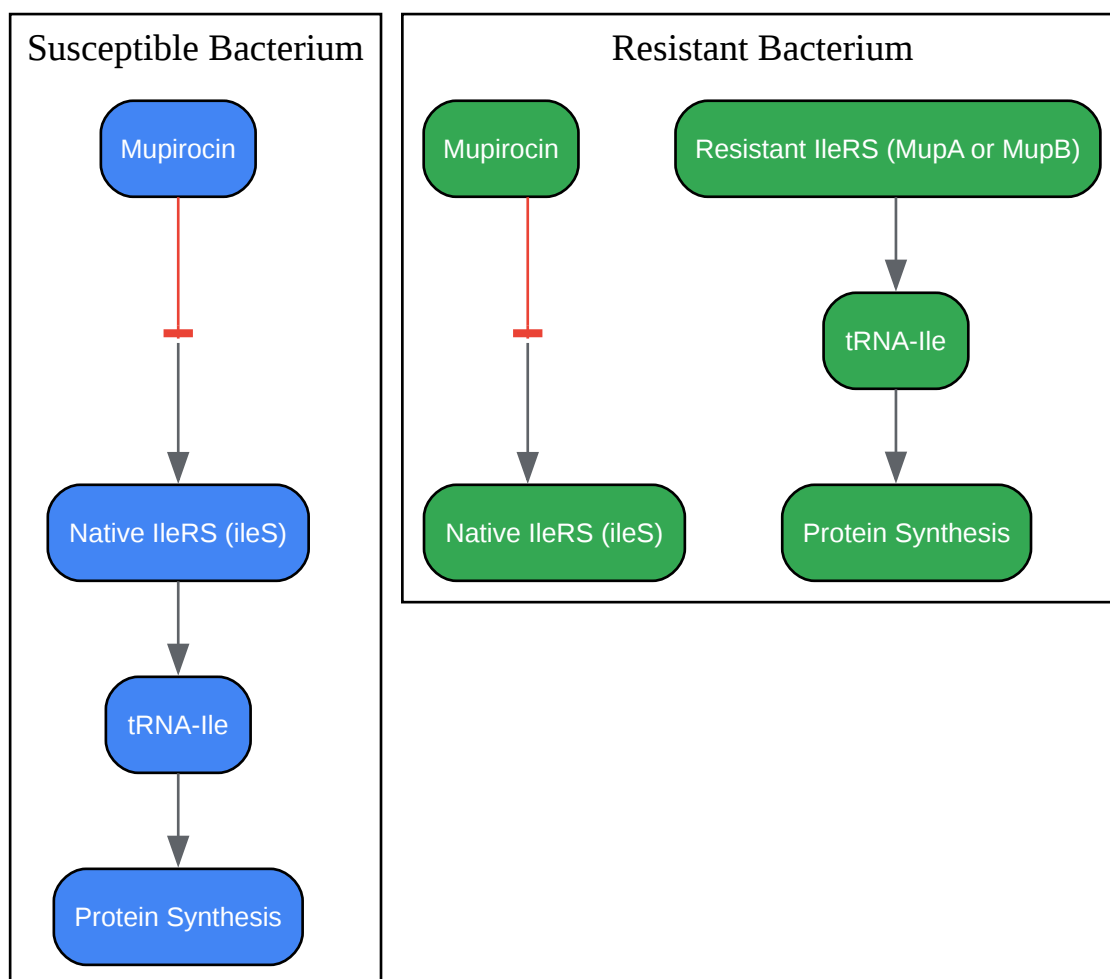 Susceptible Bacterium
Mupirocin
Native IleRS (ileS)
tRNA-Ile
Protein Synthesis
Resistant Bacterium
Mupirocin
Resistant IleRS (MupA or MupB)
tRNA-Ile
Native IleRS (ileS)
Protein Synthesis